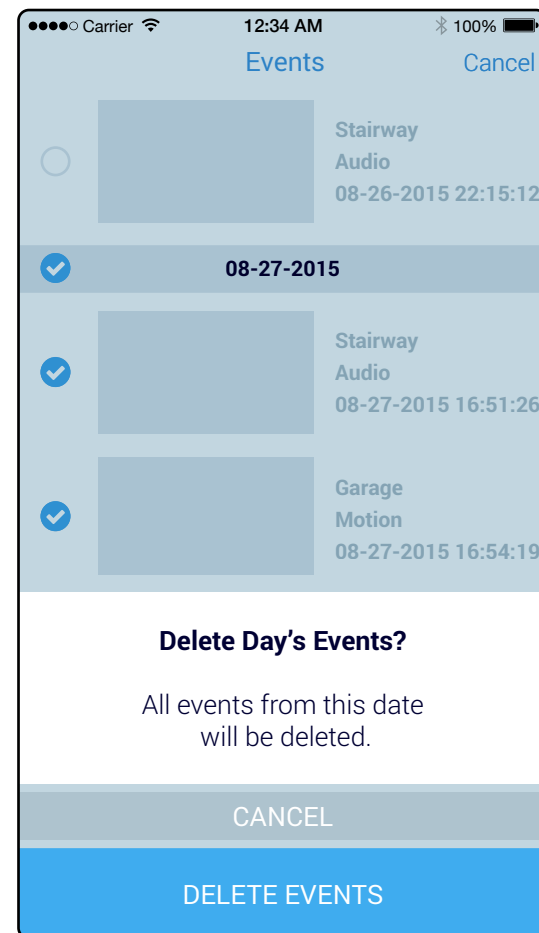 Carrier 12:34 AM 100%
Events Cancel
Stairway
Audio
08-26-2015 22:15:12
08-27-2015
Stairway
Audio
08-27-2015 16:51:26
Garage
Motion
08-27-2015 16:54:19
Delete Day’s Events?
All events from this date
will be deleted.
CANCEL
DELETE EVENTS